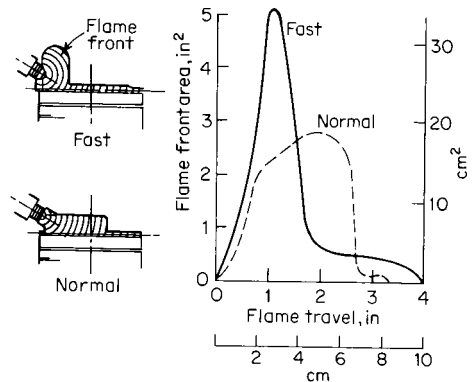 Flame
front
Fast
Normal
Flame front area, in²
5
4
3
2
1
0
Fast
Normal
30
20
10
cm²
0
1
2
3
4
Flame travel, in
2
4
6
8
10
cm